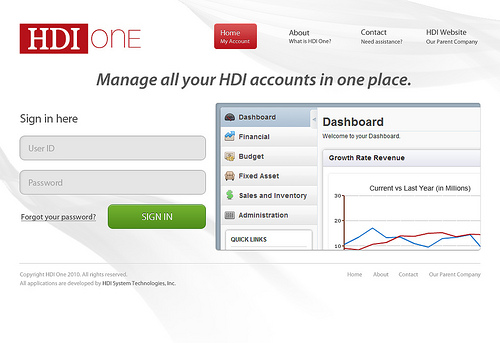 HDI ONE
Home
My Account
About
What is HDI One?
Contact
Need assistance?
HDI Website
Our Parent Company
Manage all your HDI accounts in one place.
Sign in here
User ID
Password
Forgot your password?
SIGN IN
Dashboard
Financial
Budget
Fixed Asset
Sales and Inventory
Administration
QUICK LINKS
Dashboard
Welcome to your Dashboard.
Growth Rate Revenue
Current vs Last Year (in Millions)
30
20
10
Copyright HDI One 2010. All rights reserved.
All applications are developed by HDI System Technologies, Inc.
Home
About
Contact
Our Parent Company